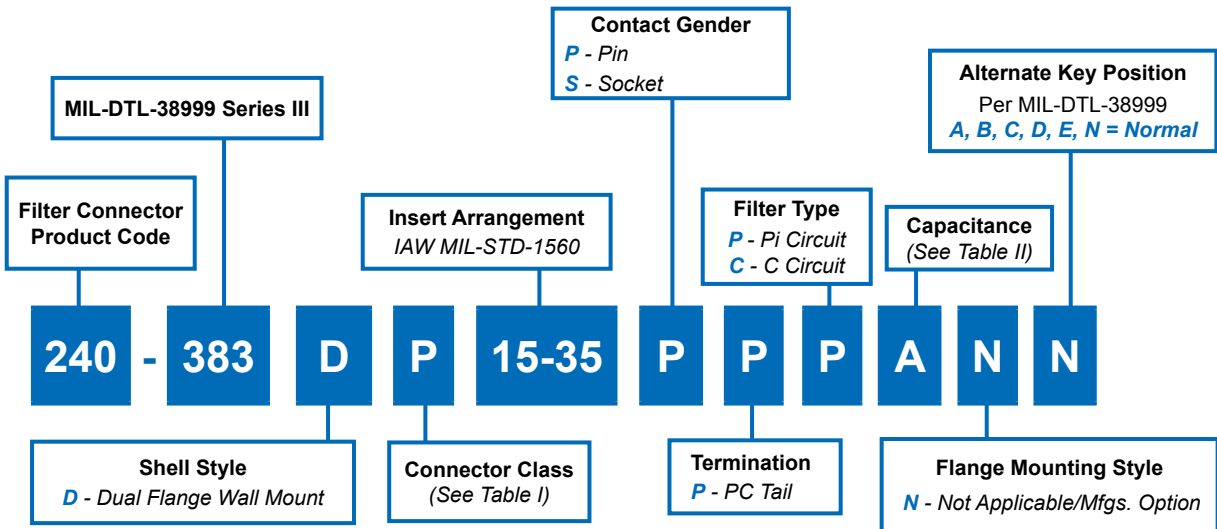 Contact Gender
P - Pin
S - Socket
Alternate Key Position
Per MIL-DTL-38999
A, B, C, D, E, N = Normal
MIL-DTL-38999 Series III
Filter Connector
Product Code
Insert Arrangement
IAW MIL-STD-1560
Filter Type
P - Pi Circuit
C - C Circuit
Capacitance
(See Table II)
240 - 383 D P 15-35 P P P A N N
Shell Style
D - Dual Flange Wall Mount
Connector Class
(See Table I)
Termination
P - PC Tail
Flange Mounting Style
N - Not Applicable/Mfgs. Option